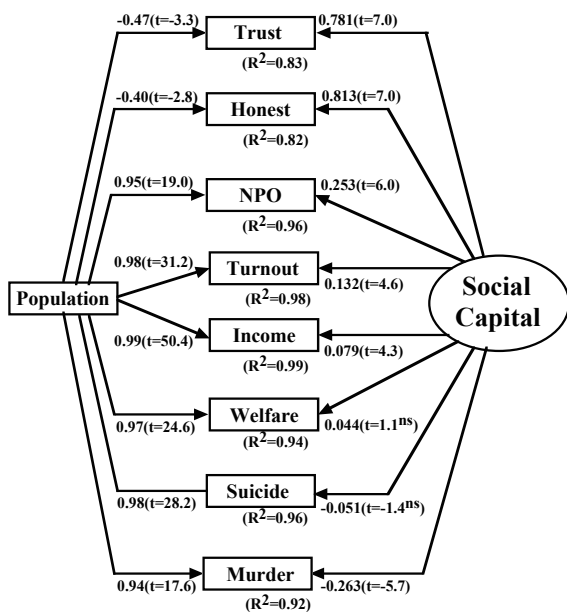 -0.47(t=-3.3)
Trust
0.781(t=7.0)
(R²=0.83)
-0.40(t=-2.8)
Honest
0.813(t=7.0)
(R²=0.82)
0.95(t=19.0)
NPO
0.253(t=6.0)
(R²=0.96)
0.98(t=31.2)
Turnout
0.132(t=4.6)
(R²=0.98)
Population
Social
Capital
0.99(t=50.4)
Income
0.079(t=4.3)
(R²=0.99)
0.97(t=24.6)
Welfare
0.044(t=1.1ⁿˢ)
(R²=0.94)
0.98(t=28.2)
Suicide
-0.051(t=-1.4ⁿˢ)
(R²=0.96)
0.94(t=17.6)
Murder
-0.263(t=-5.7)
(R²=0.92)